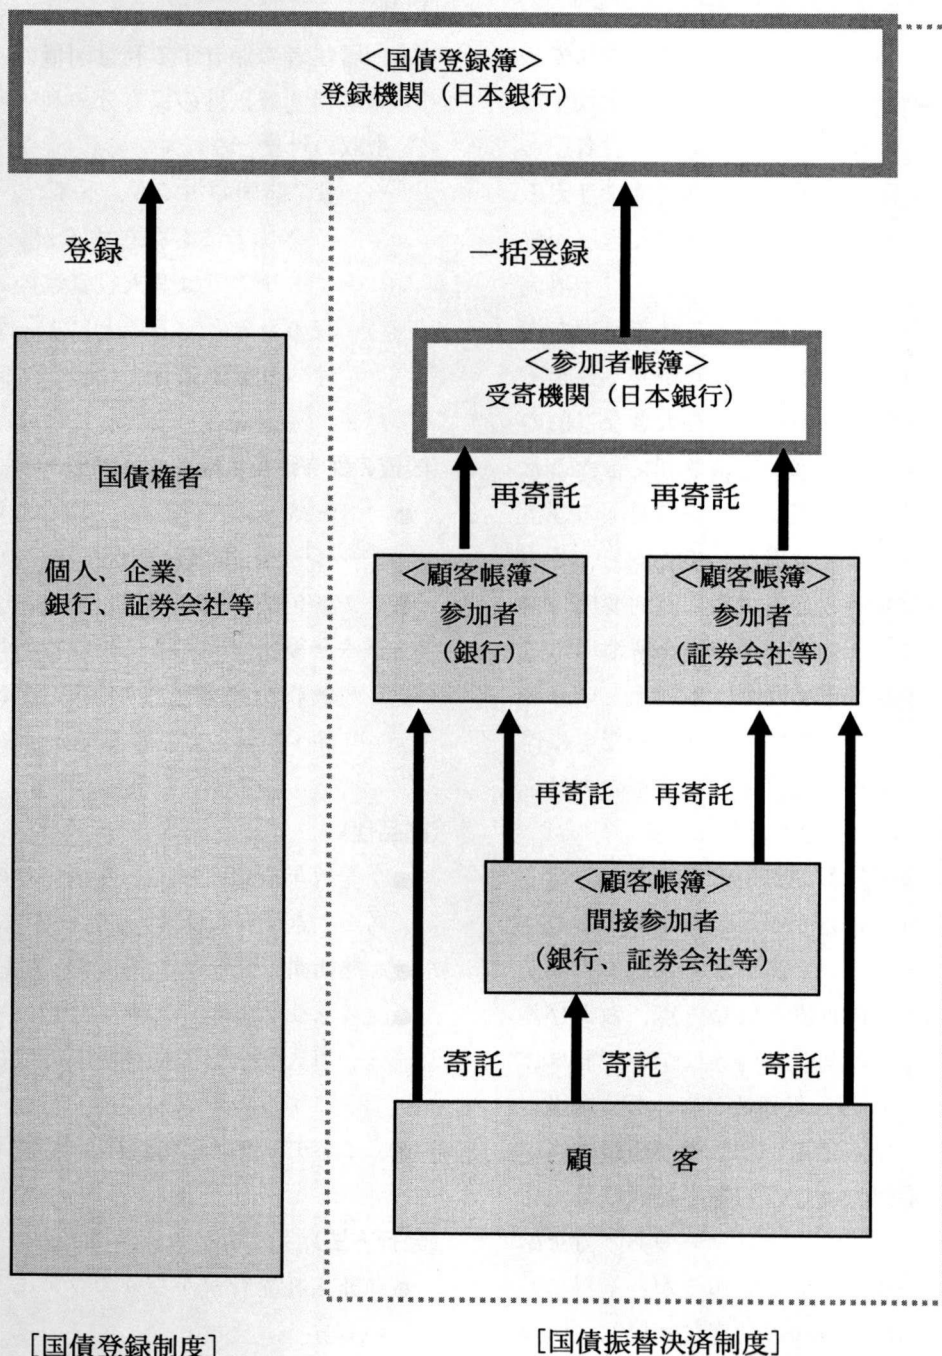 ＜国債登録簿＞
登録機関（日本銀行）
登録
一括登録
＜参加者帳簿＞
受寄機関（日本銀行）
国債権者
個人、企業、
銀行、証券会社等
再寄託
再寄託
＜顧客帳簿＞
参加者
（銀行）
＜顧客帳簿＞
参加者
（証券会社等）
再寄託
再寄託
＜顧客帳簿＞
間接参加者
（銀行、証券会社等）
寄託
寄託
寄託
顧　　客
［国債登録制度］
［国債振替決済制度］